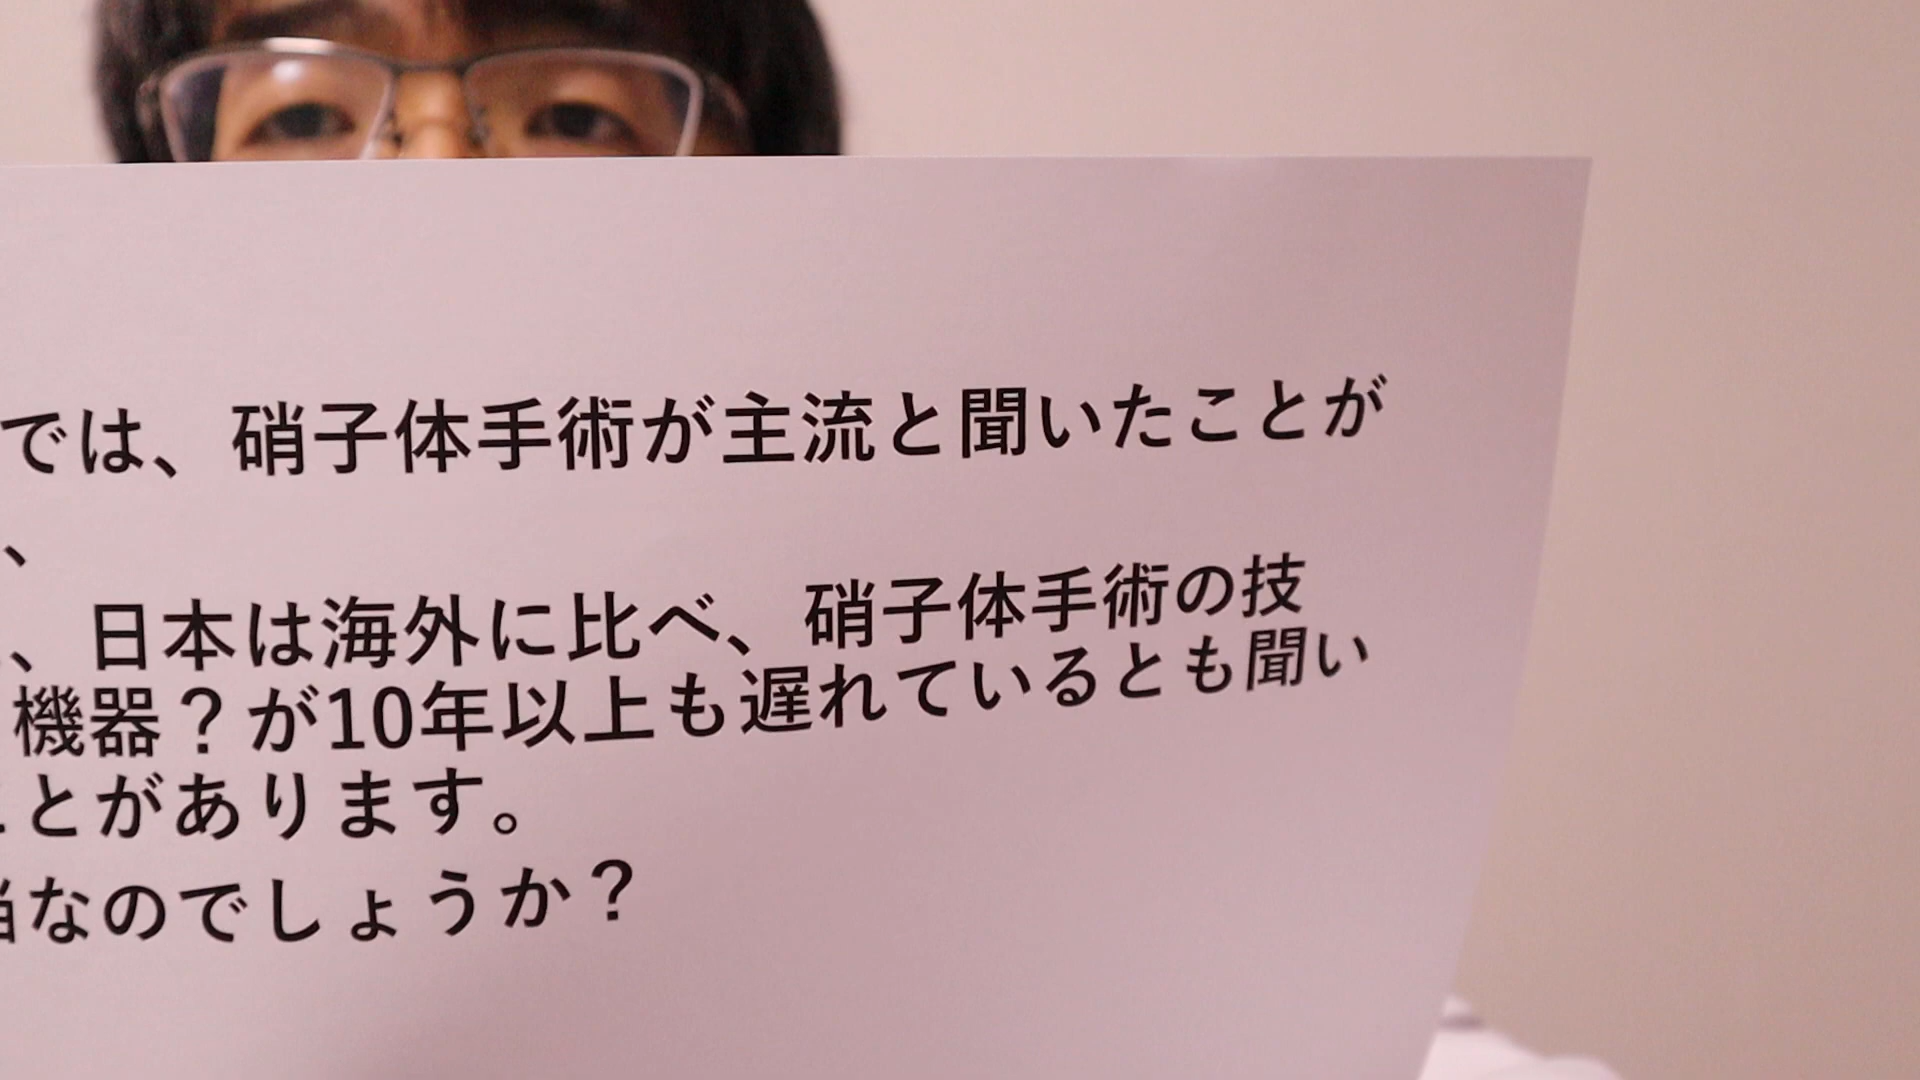 では、硝子体手術が主流と聞いたことが
、
、日本は海外に比べ、硝子体手術の技
機器？が10年以上も遅れているとも聞い
とがあります。
なのでしょうか？